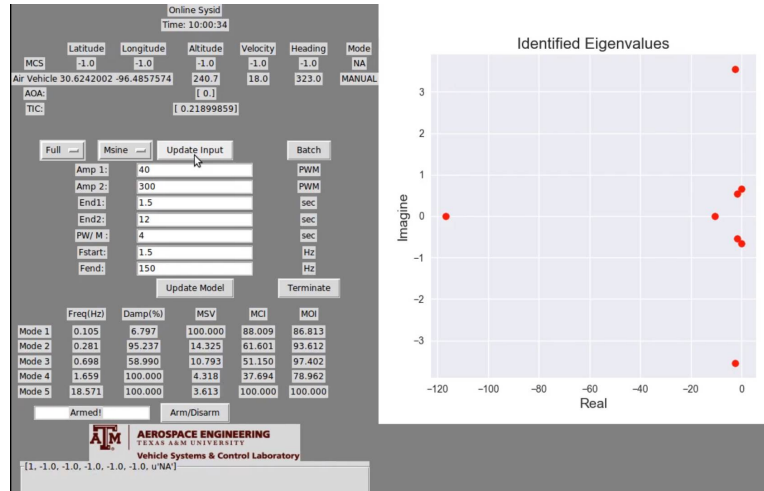 Online Sysid
Time: 10:00:34
Latitude Longitude Altitude Velocity Heading Mode
MCS -1.0 -1.0 -1.0 -1.0 -1.0 NA
Air Vehicle 30.6242002 -96.4857574 240.7 18.0 323.0 MANUAL
AOA: [ 0.]
TIC: [ 0.21899859]
Full Msine Update Input Batch
Amp 1: 40 PWM
Amp 2: 300 PWM
End1: 1.5 sec
End2: 12 sec
PW/ M : 4 sec
Fstart: 1.5 Hz
Fend: 150 Hz
Update Model Terminate
Freq(Hz) Damp(%) MSV MCI MOI
Mode 1 0.105 6.797 100.000 88.009 86.813
Mode 2 0.281 95.237 14.325 61.601 93.612
Mode 3 0.698 58.990 10.793 51.150 97.402
Mode 4 1.659 100.000 4.318 37.694 78.962
Mode 5 18.571 100.000 3.613 100.000 100.000
Armed! Arm/Disarm
ATM AEROSPACE ENGINEERING
TEXAS A&M UNIVERSITY
Vehicle Systems & Control Laboratory
[1, -1.0, -1.0, -1.0, -1.0, -1.0, u'NA']
Identified Eigenvalues
3
2
1
0
−1
−2
−3
Imagine
−120 −100 −80 −60 −40 −20 0
Real